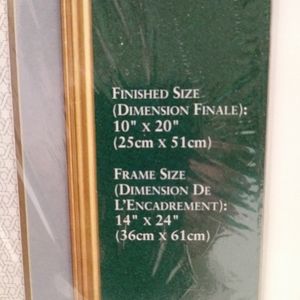 FINISHED SIZE
(DIMENSION FINALE):
10" x 20"
(25cm x 51cm)
FRAME SIZE
(DIMENSION DE
L'ENCADREMENT):
14" x 24"
(36cm x 61cm)